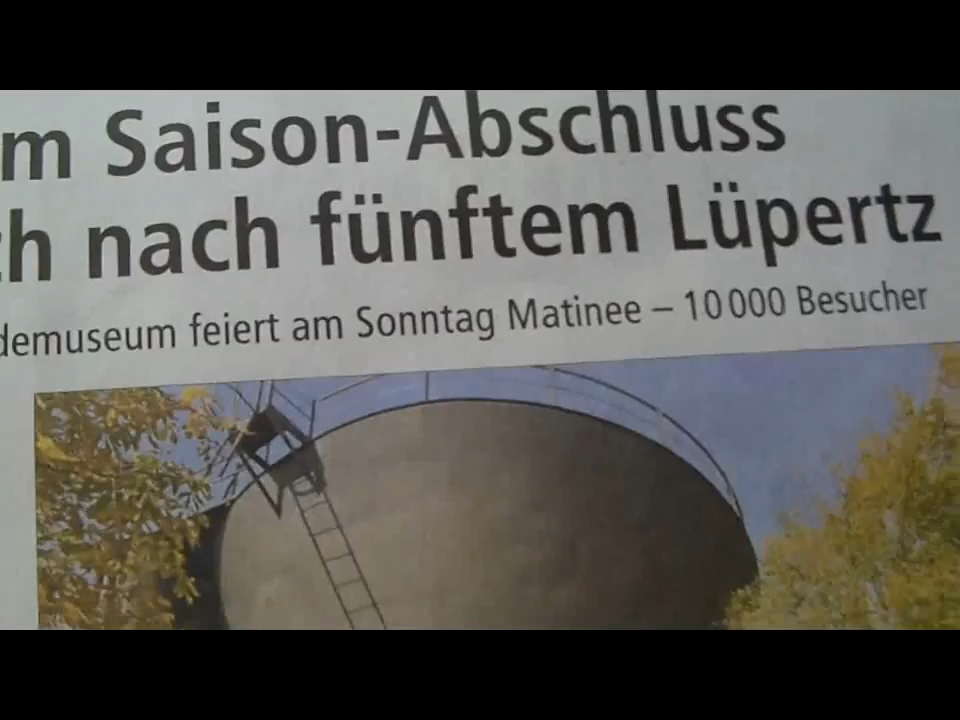 m Saison-Abschluss
h nach fünftem Lüpertz
demuseum feiert am Sonntag Matinee – 10 000 Besucher